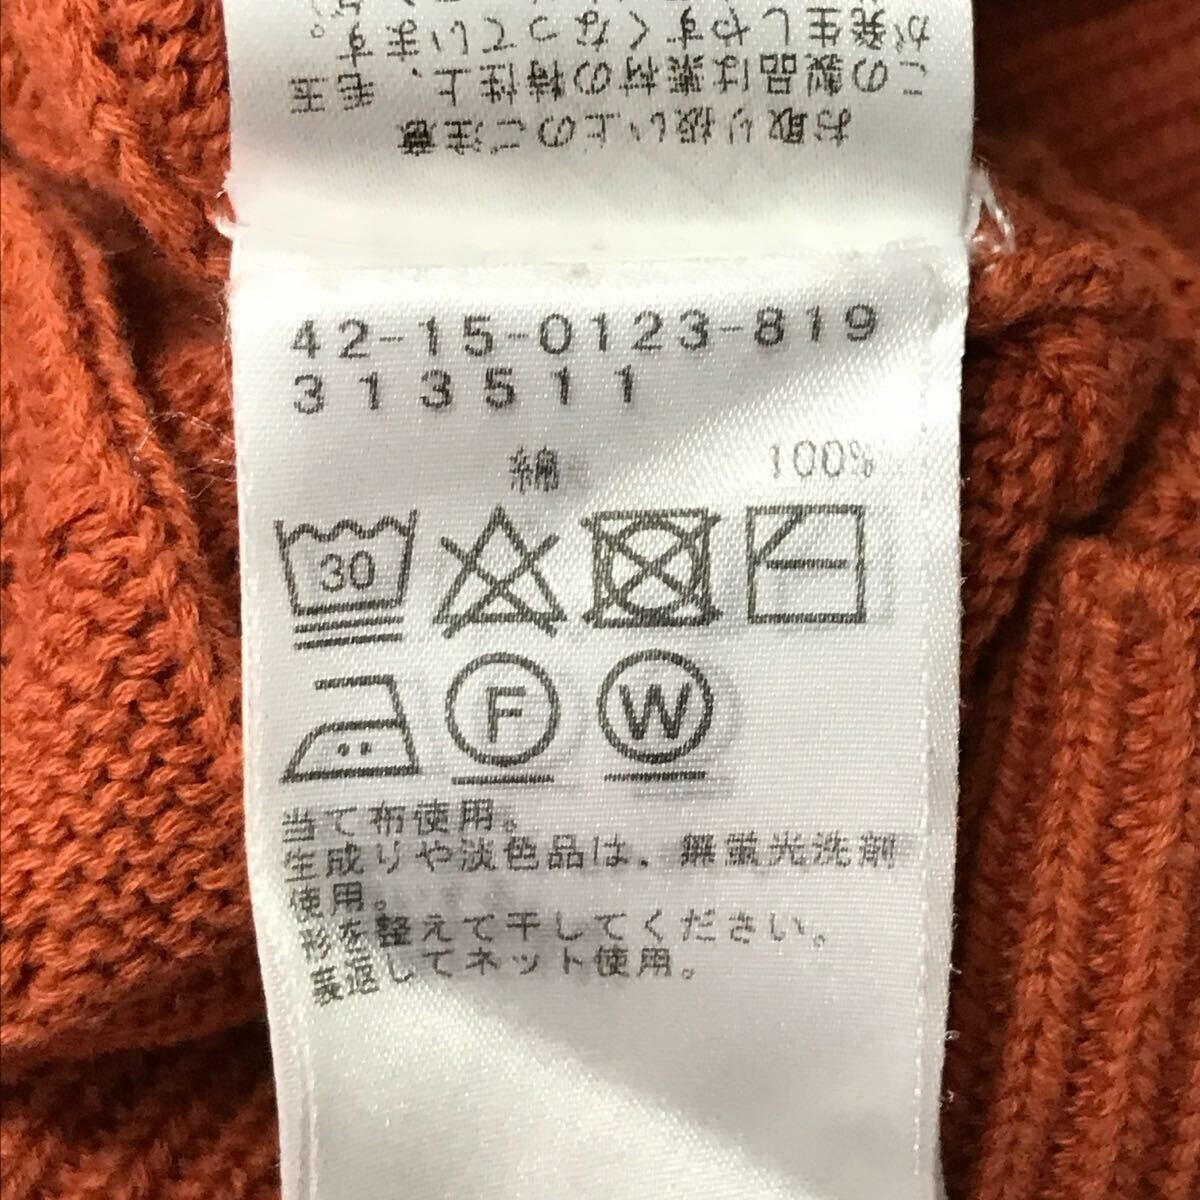 お取り扱い上のご注意
この製品は素材の特性上、毛玉
が発生しやすくなっています。
42-15-0123-819
313511
綿 100%
30
F W
当て布使用。
生成りや淡色品は、無蛍光洗剤
使用。
形を整えて干してください。
裏返してネット使用。